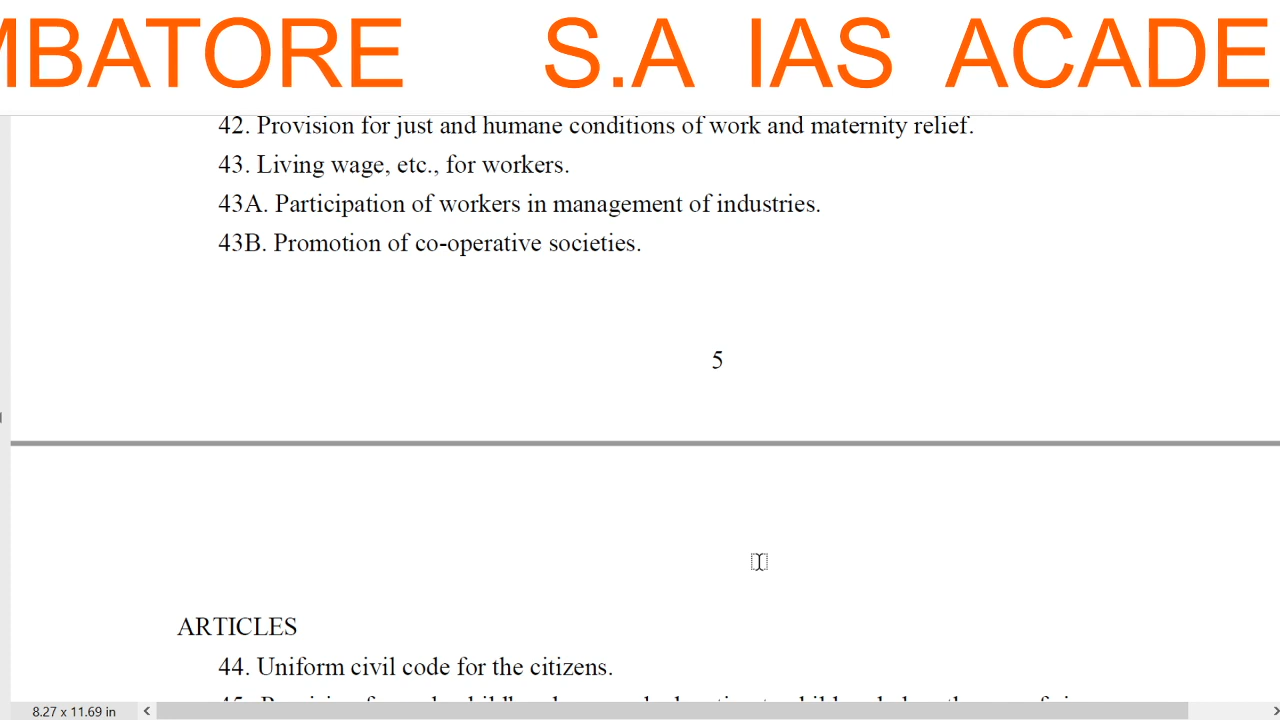 MBATORE S.A IAS ACADE
42. Provision for just and humane conditions of work and maternity relief.
43. Living wage, etc., for workers.
43A. Participation of workers in management of industries.
43B. Promotion of co-operative societies.
5
ARTICLES
44. Uniform civil code for the citizens.
8.27 x 11.69 in